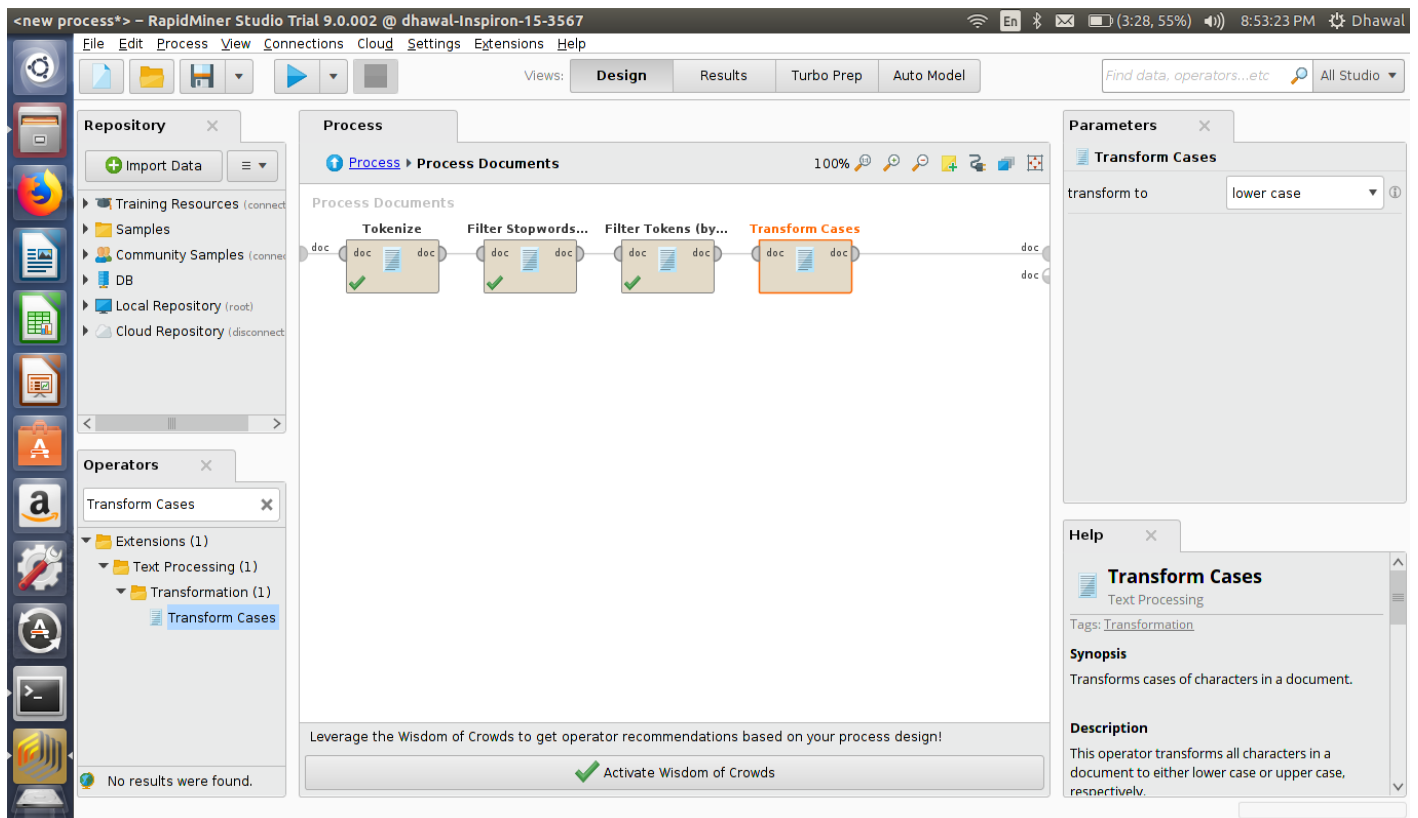 <new process*> – RapidMiner Studio Trial 9.0.002 @ dhawal-Inspiron-15-3567
En (3:28, 55%) 8:53:23 PM Dhawal
File Edit Process View Connections Cloud Settings Extensions Help
Views: Design Results Turbo Prep Auto Model
Find data, operators...etc All Studio
Repository
Import Data
Training Resources (connect
Samples
Community Samples (connec
DB
Local Repository (root)
Cloud Repository (disconnect
Operators
Transform Cases
Extensions (1)
Text Processing (1)
Transformation (1)
Transform Cases
No results were found.
Process
Process Process Documents
100%
Process Documents
Tokenize Filter Stopwords... Filter Tokens (by... Transform Cases
doc doc doc doc doc doc doc doc doc doc
doc
Leverage the Wisdom of Crowds to get operator recommendations based on your process design!
Activate Wisdom of Crowds
Parameters
Transform Cases
transform to lower case
Help
Transform Cases
Text Processing
Tags: Transformation
Synopsis
Transforms cases of characters in a document.
Description
This operator transforms all characters in a
document to either lower case or upper case,
respectively.